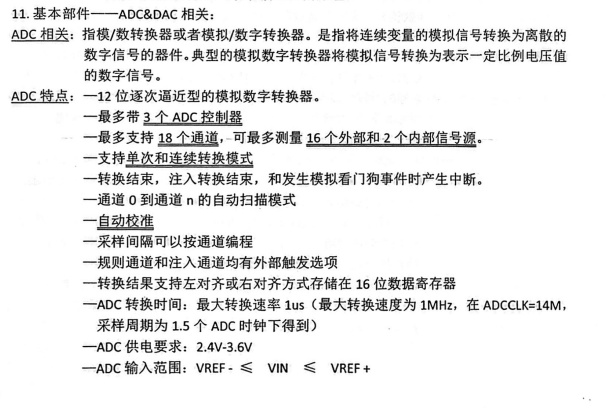 11. 基本部件——ADC&DAC 相关：
ADC 相关：指模/数转换器或者模拟/数字转换器。是指将连续变量的模拟信号转换为离散的
数字信号的器件。典型的模拟数字转换器将模拟信号转换为表示一定比例电压值
的数字信号。
ADC 特点：—12 位逐次逼近型的模拟数字转换器。
—最多带 3 个 ADC 控制器
—最多支持 18 个通道，可最多测量 16 个外部和 2 个内部信号源。
—支持单次和连续转换模式
—转换结束，注入转换结束，和发生模拟看门狗事件时产生中断。
—通道 0 到通道 n 的自动扫描模式
—自动校准
—采样间隔可以按通道编程
—规则通道和注入通道均有外部触发选项
—转换结果支持左对齐或右对齐方式存储在 16 位数据寄存器
—ADC 转换时间：最大转换速率 1us（最大转换速度为 1MHz，在 ADCCLK=14M，
采样周期为 1.5 个 ADC 时钟下得到）
—ADC 供电要求：2.4V-3.6V
—ADC 输入范围：VREF - ≤ VIN ≤ VREF +